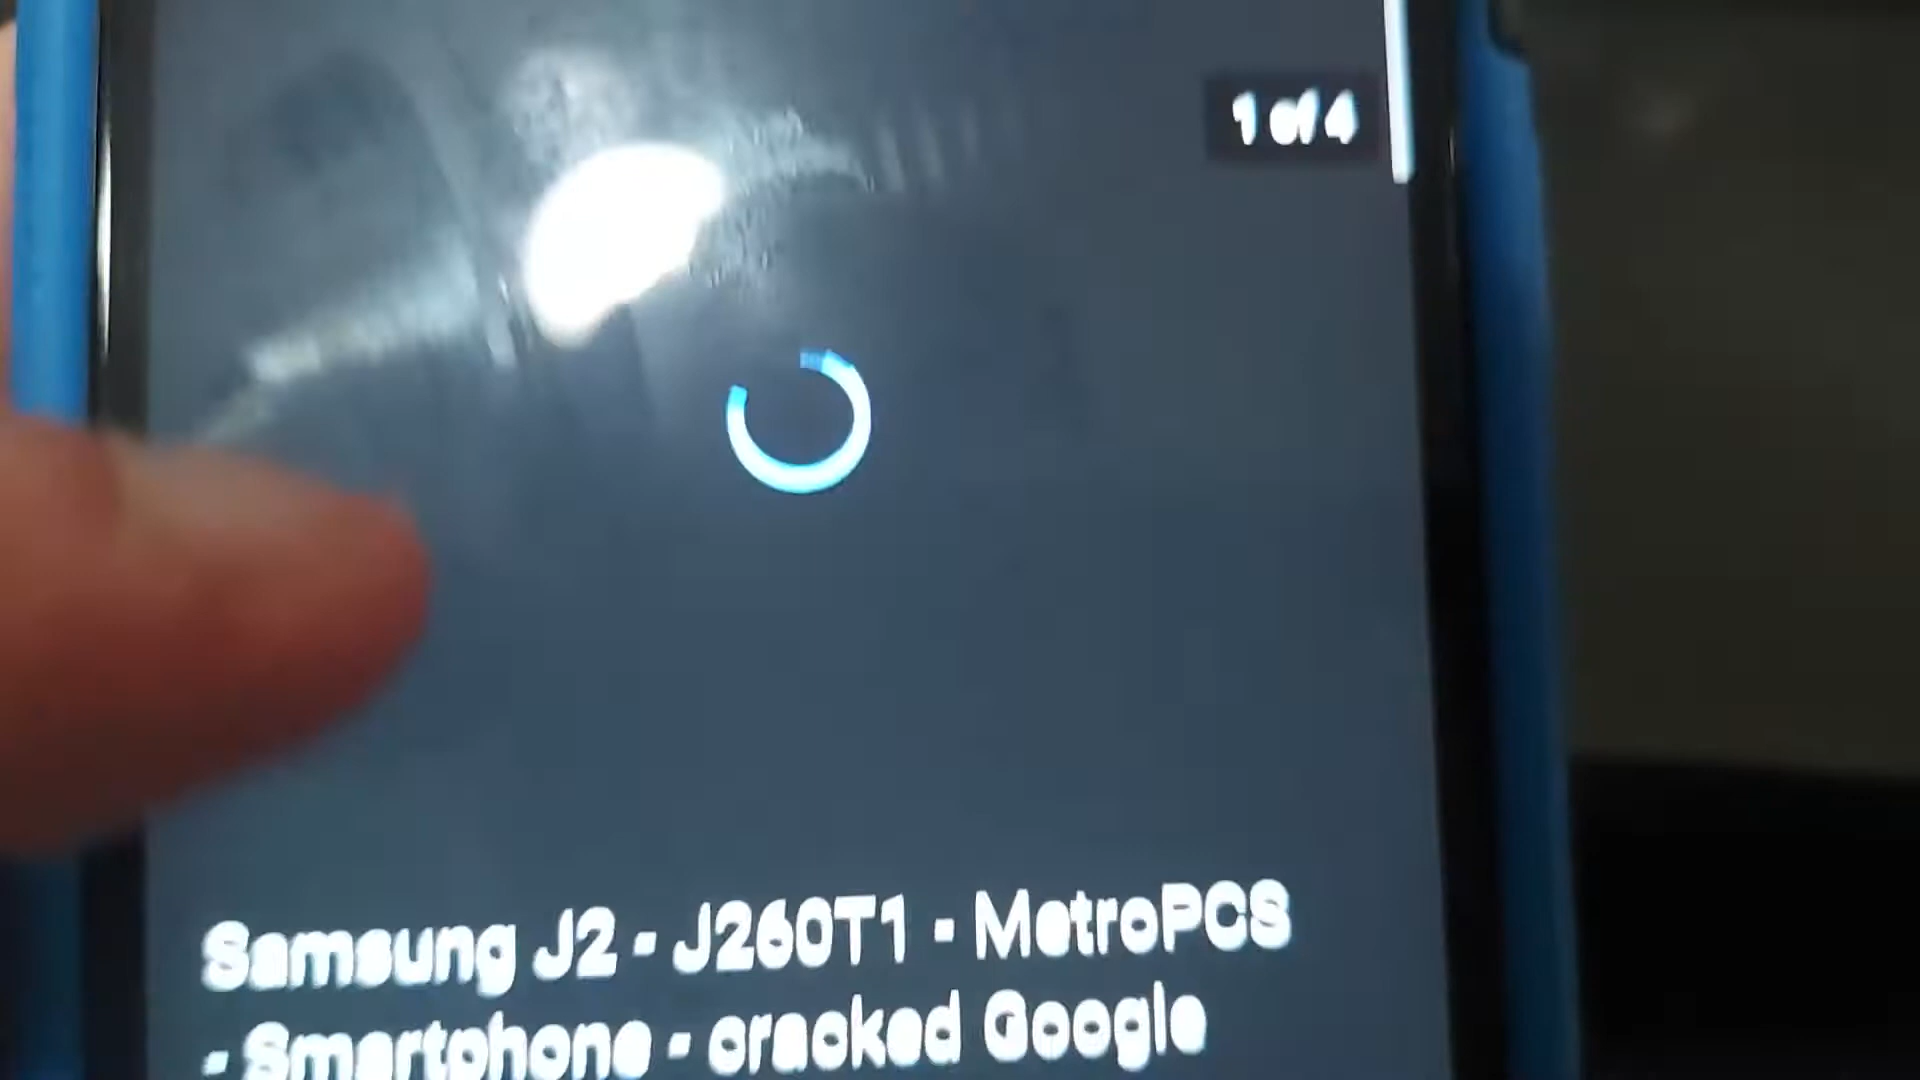 1 of 4
Samsung J2 - J260T1 - MetroPCS
- Smartphone - cracked Google